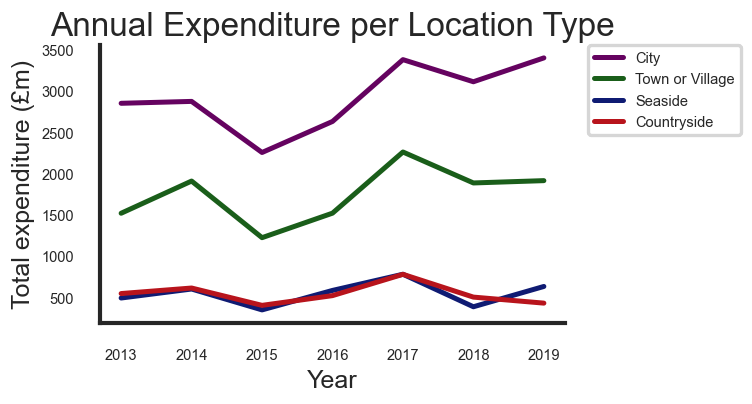 Annual Expenditure per Location Type
Total expenditure (£m)
3500
3000
2500
2000
1500
1000
500
2013 2014 2015 2016 2017 2018 2019
Year
City
Town or Village
Seaside
Countryside